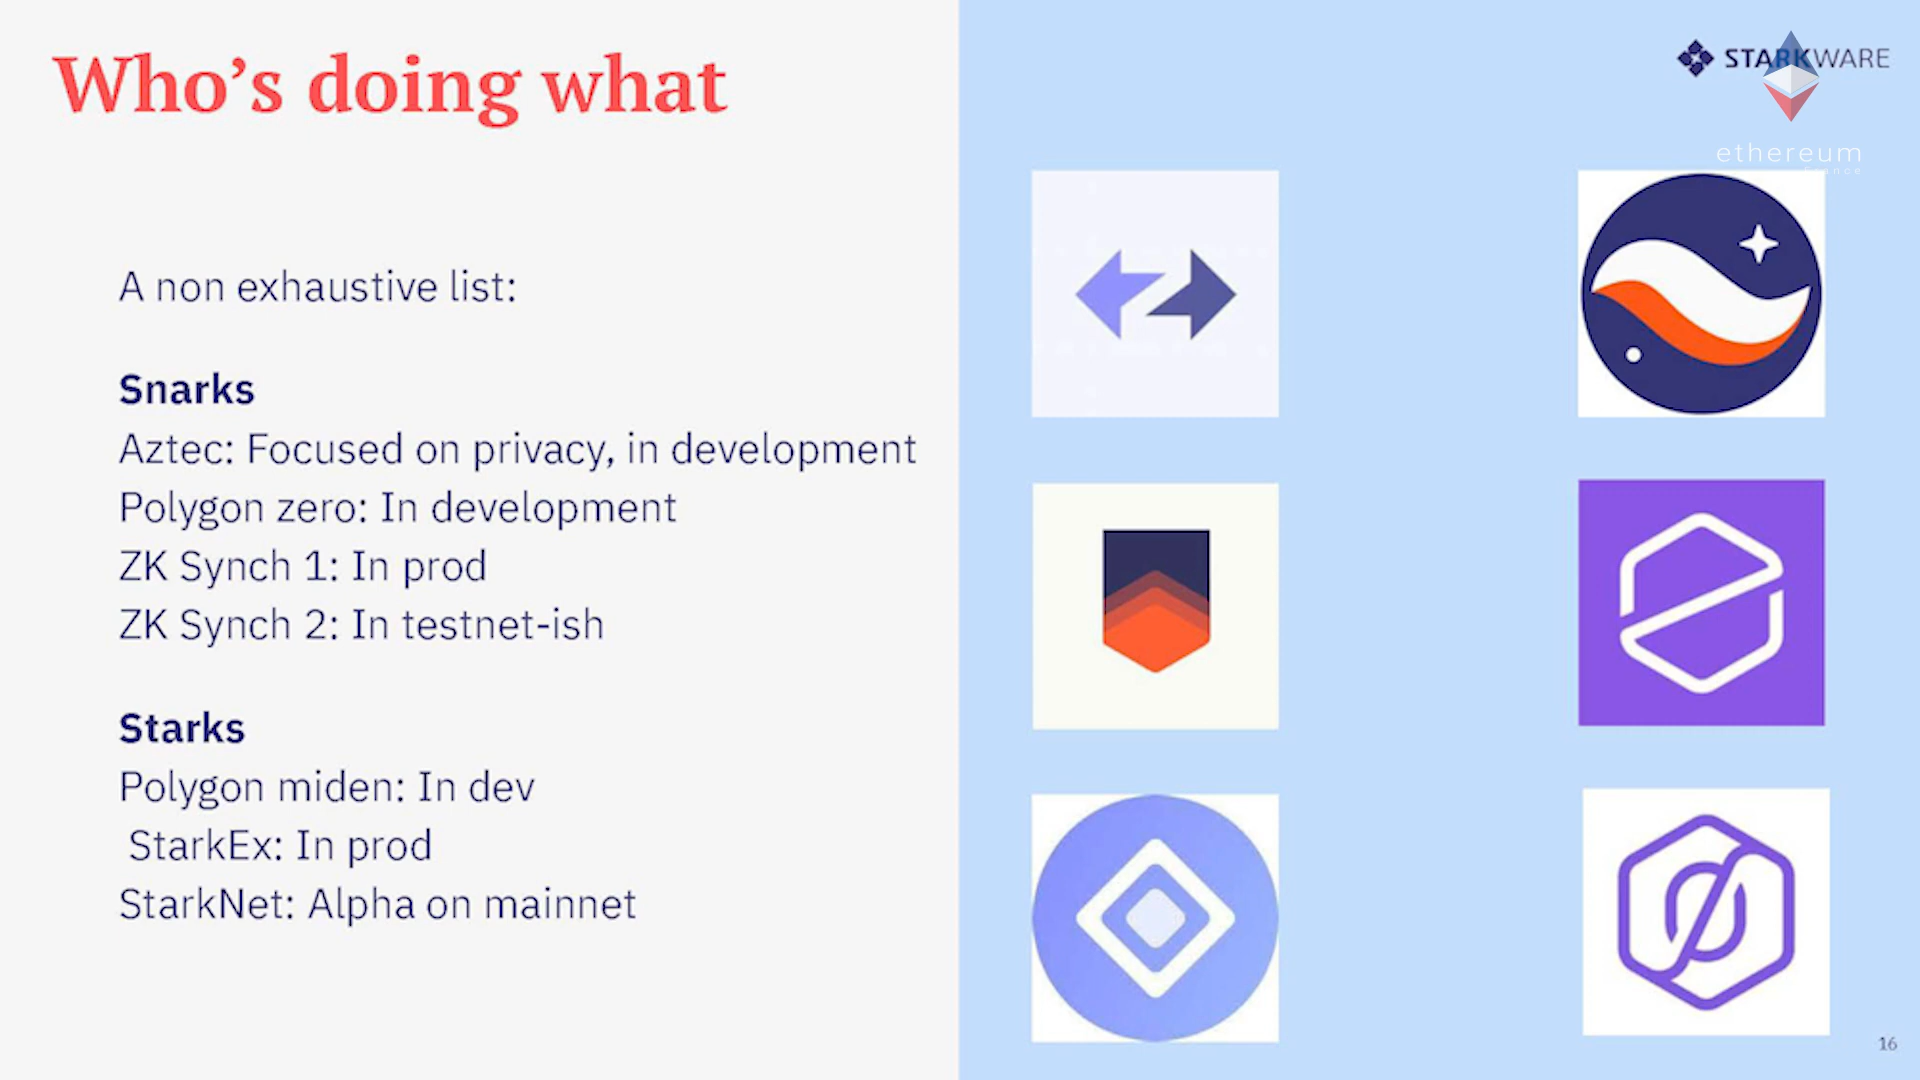 Who's doing what
STARKWARE
ethereum
france
A non exhaustive list:
Snarks
Aztec: Focused on privacy, in development
Polygon zero: In development
ZK Synch 1: In prod
ZK Synch 2: In testnet-ish
Starks
Polygon miden: In dev
StarkEx: In prod
StarkNet: Alpha on mainnet
16